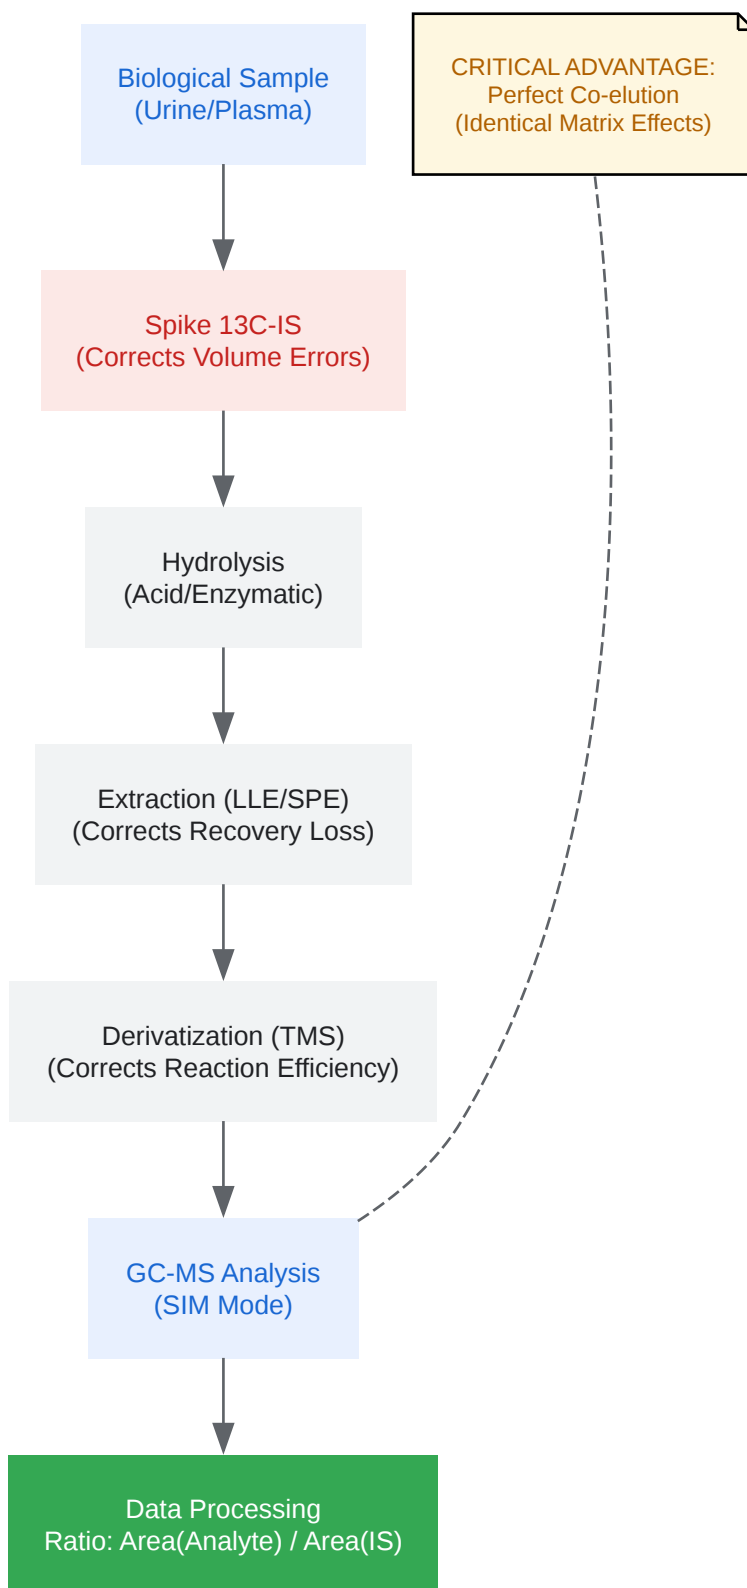 Biological Sample
(Urine/Plasma)
CRITICAL ADVANTAGE:
Perfect Co-elution
(Identical Matrix Effects)
Spike 13C-IS
(Corrects Volume Errors)
Hydrolysis
(Acid/Enzymatic)
Extraction (LLE/SPE)
(Corrects Recovery Loss)
Derivatization (TMS)
(Corrects Reaction Efficiency)
GC-MS Analysis
(SIM Mode)
Data Processing
Ratio: Area(Analyte) / Area(IS)